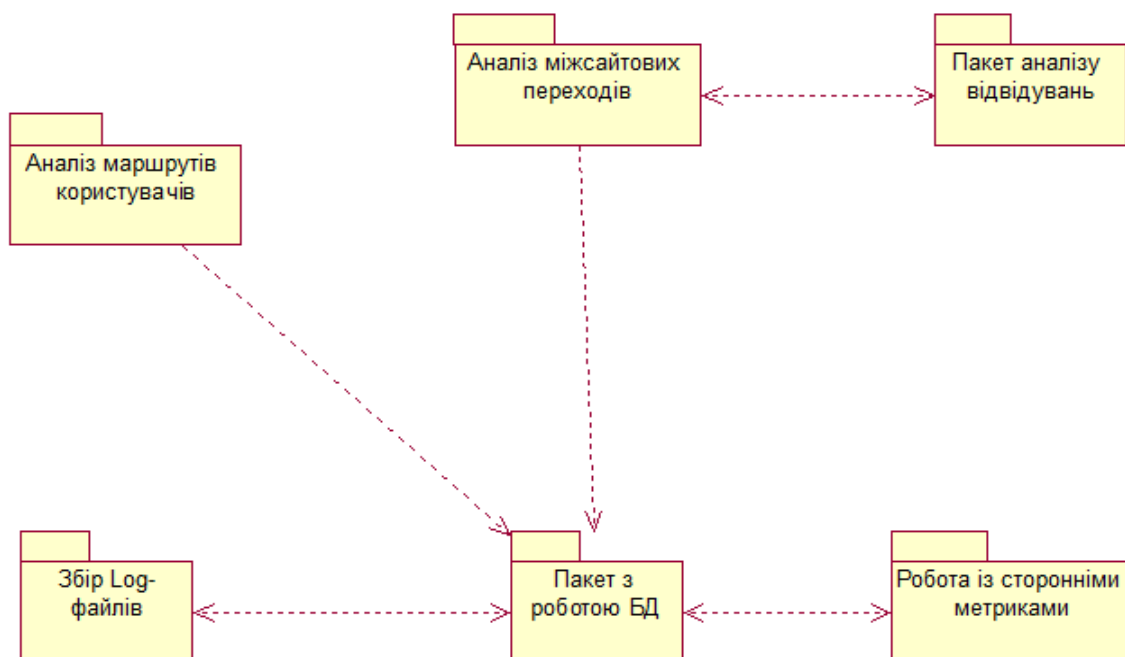 Аналіз міжсайтових
переходів
Пакет аналізу
відвідувань
Аналіз маршрутів
користувачів
Збір Log-
файлів
Пакет з
роботою БД
Робота із сторонніми
метриками